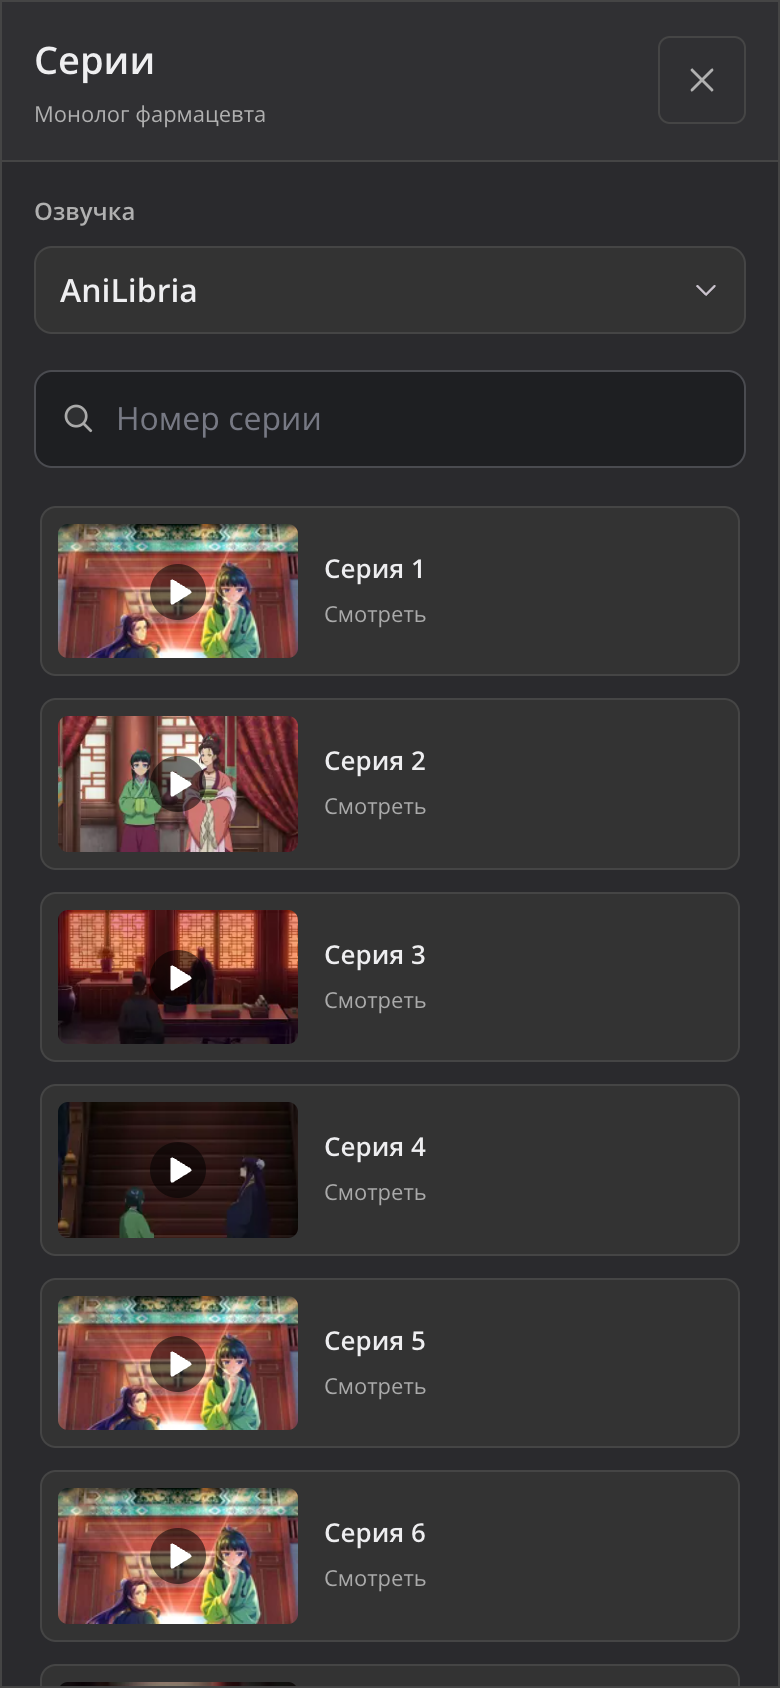 Серии
Монолог фармацевта
Озвучка
AniLibria
Номер серии
Серия 1
Смотреть
Серия 2
Смотреть
Серия 3
Смотреть
Серия 4
Смотреть
Серия 5
Смотреть
Серия 6
Смотреть